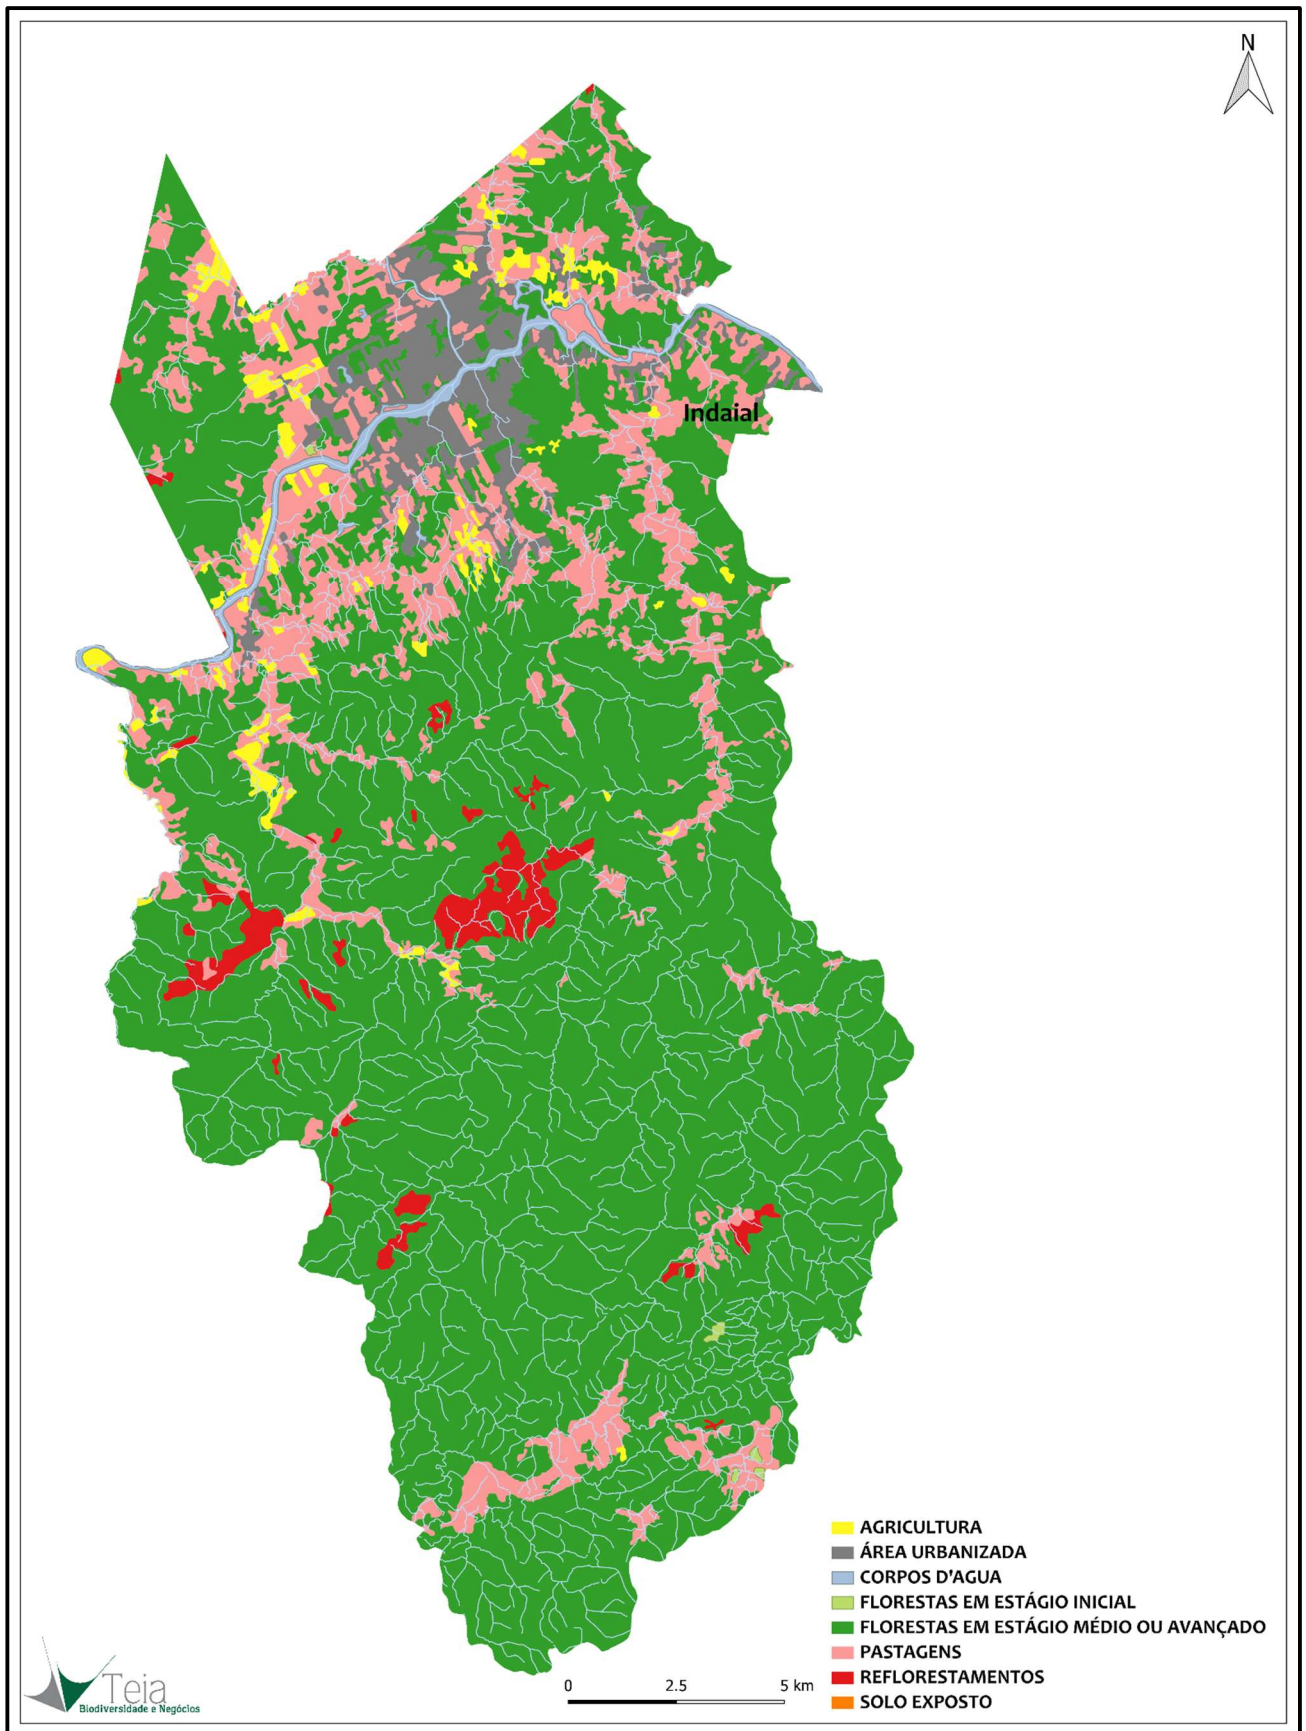 N
Indaial
AGRICULTURA
ÁREA URBANIZADA
CORPOS D'AGUA
FLORESTAS EM ESTÁGIO INICIAL
FLORESTAS EM ESTÁGIO MÉDIO OU AVANÇADO
PASTAGENS
REFLORESTAMENTOS
SOLO EXPOSTO
0 2.5 5 km
Teia
Biodiversidade e Negócios